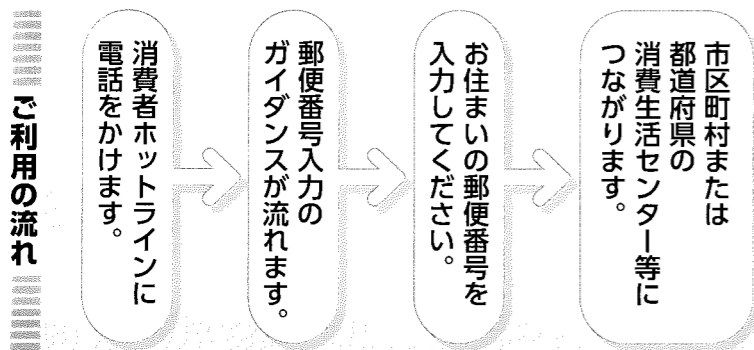 ご利用の流れ
消費者ホットラインに
電話をかけます。
郵便番号入力の
ガイダンスが流れます。
お住まいの郵便番号を
入力してください。
市区町村または
都道府県の
消費生活センター等に
つながります。